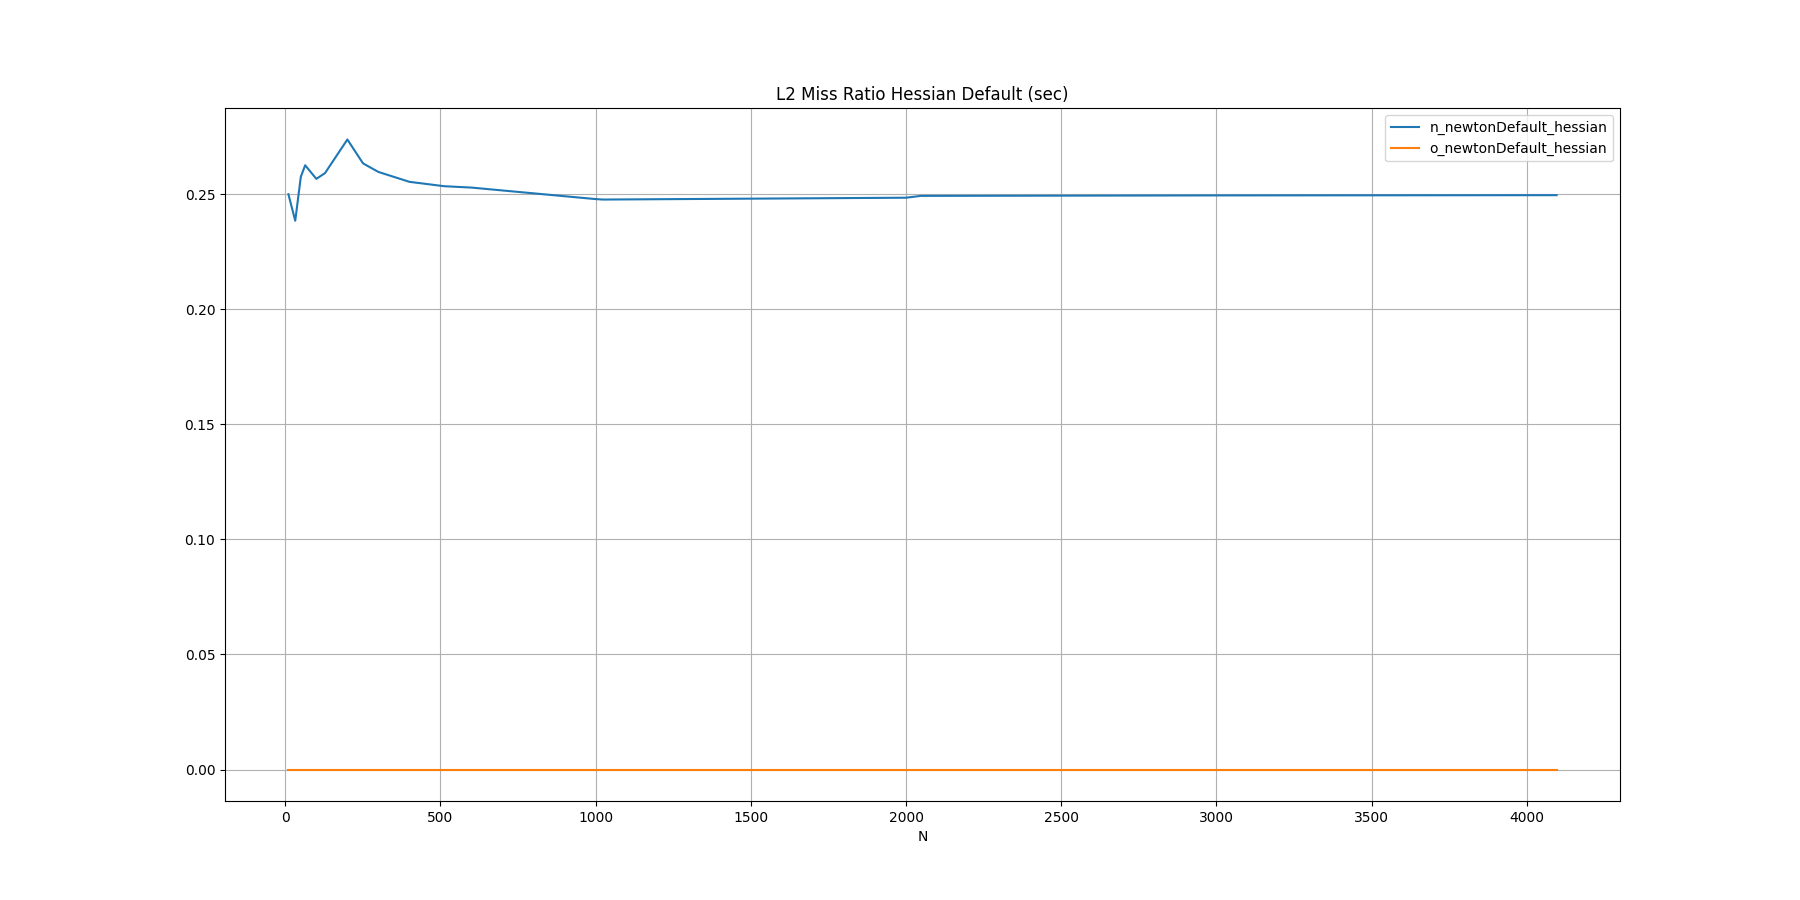 L2 Miss Ratio Hessian Default (sec)
n_newtonDefault_hessian
o_newtonDefault_hessian
0.25
0.20
0.15
0.10
0.05
0.00
0 500 1000 1500 2000 2500 3000 3500 4000
N